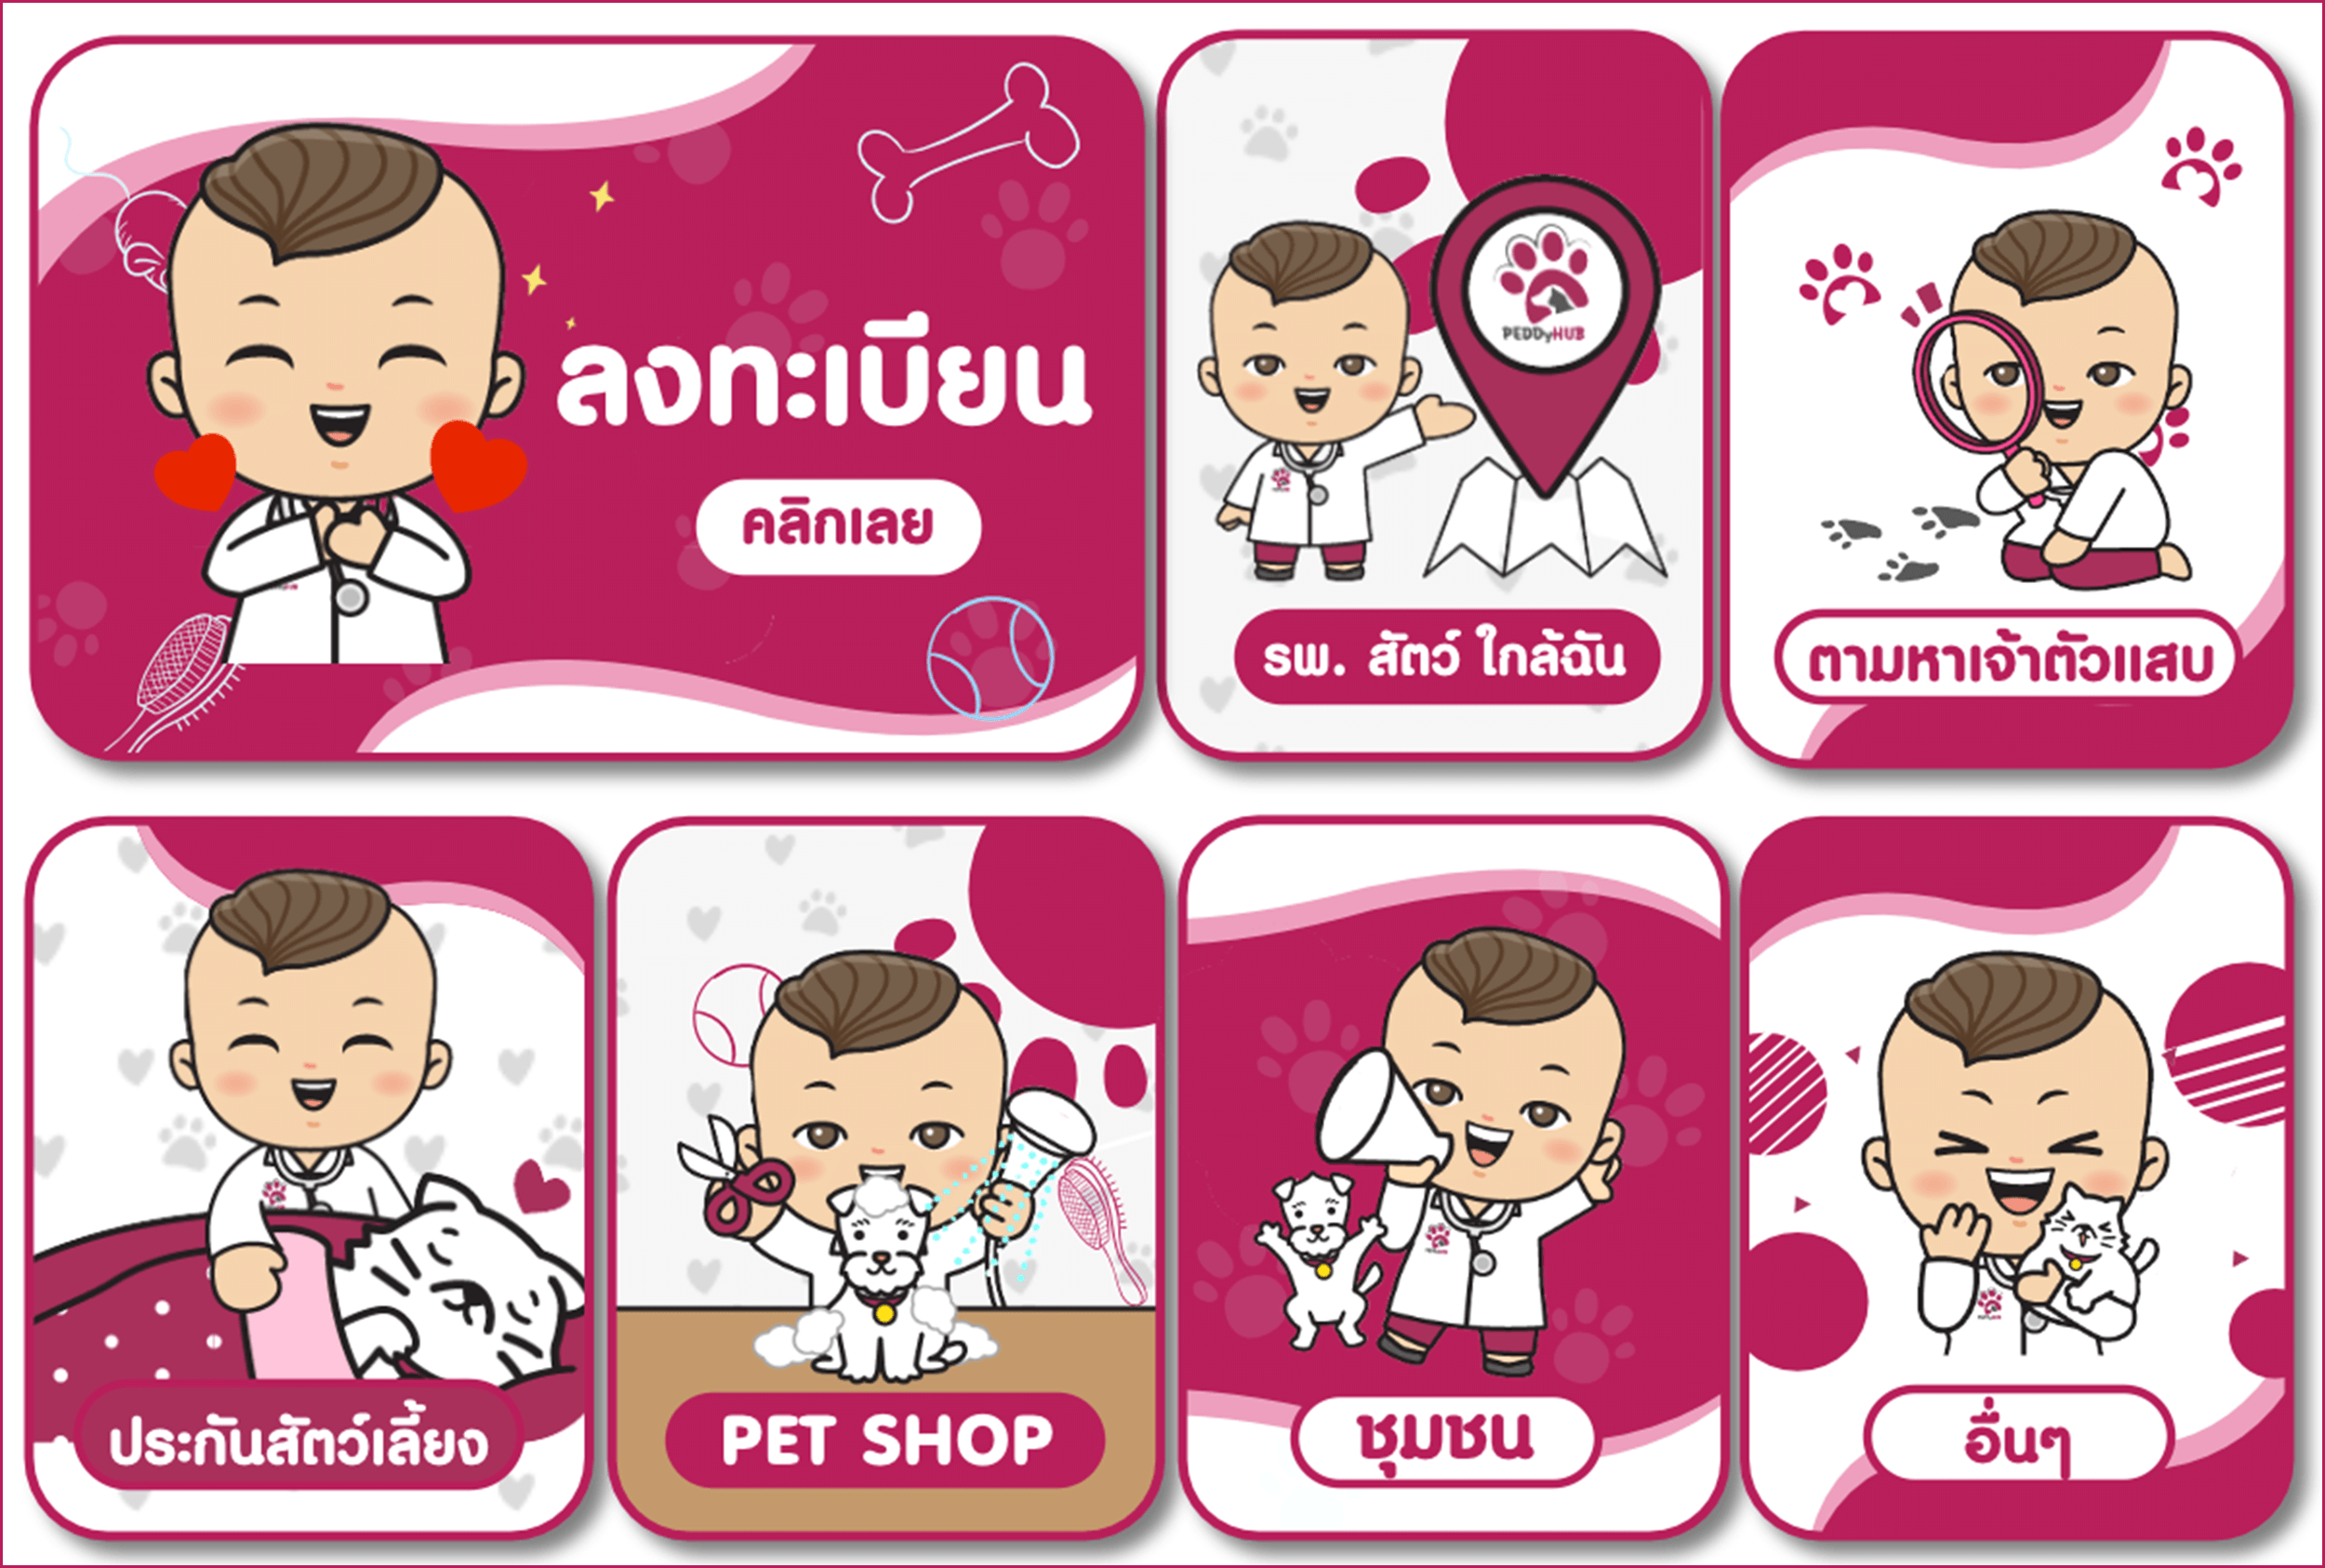 ลงทะเบียน
คลิกเลย
PEDDyHUB
รพ. สัตว์ ใกล้ฉัน
ตามหาเจ้าตัวแสบ
ประกันสัตว์เลี้ยง
PET SHOP
ชุมชน
อื่นๆ